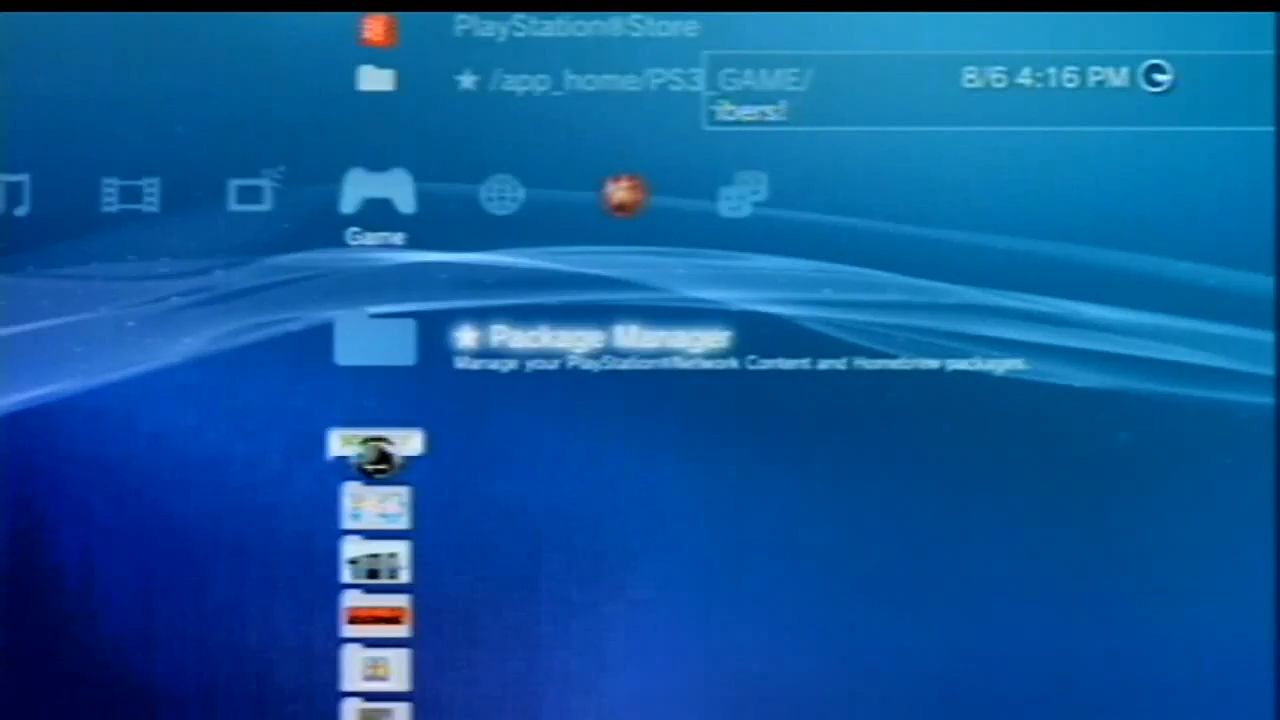 PlayStation®Store
★ /app_home/PS3_GAME/
8/6 4:16 PM
ibers!
Game
★ Package Manager
Manage your PlayStation®Network Content and Homebrew packages.